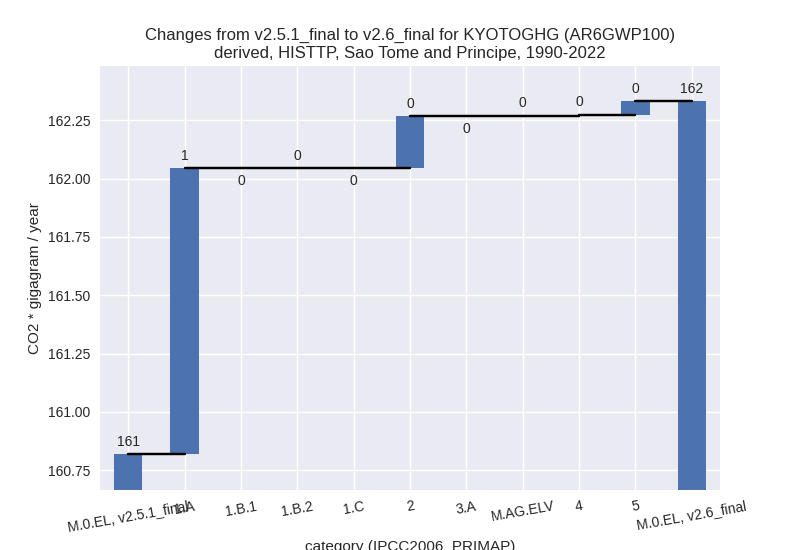 Changes from v2.5.1_final to v2.6_final for KYOTOGHG (AR6GWP100)
derived, HISTTP, Sao Tome and Principe, 1990-2022
CO2 * gigagram / year
162.25
162.00
161.75
161.50
161.25
161.00
160.75
161
1
0
0
0
0
0
0
0
0
0
162
M.0.EL, v2.5.1_final
1.A
1.B.1
1.B.2
1.C
2
3.A
M.AG.ELV
4
5
M.0.EL, v2.6_final
category (IPCC2006_PRIMAP)